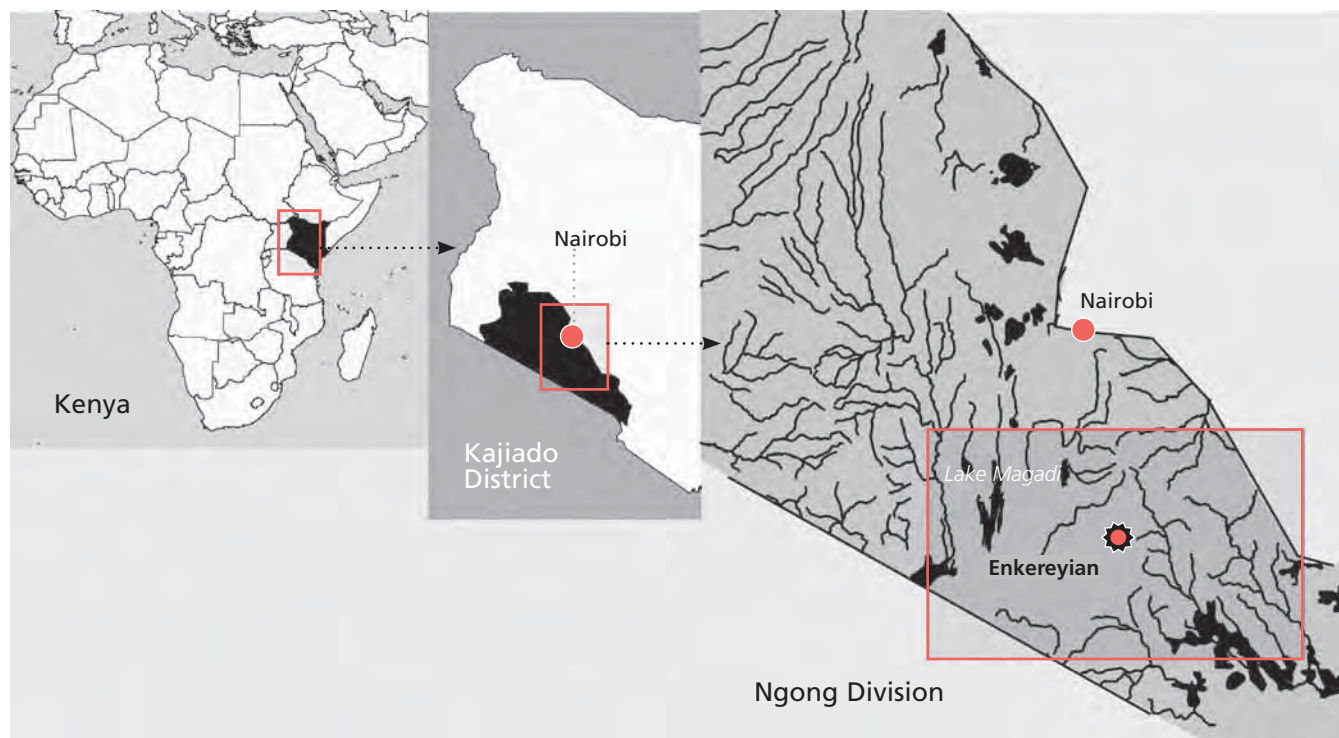 Kenya
Nairobi
Kajiado
District
Nairobi
Lake Magadi
Enkereyian
Ngong Division